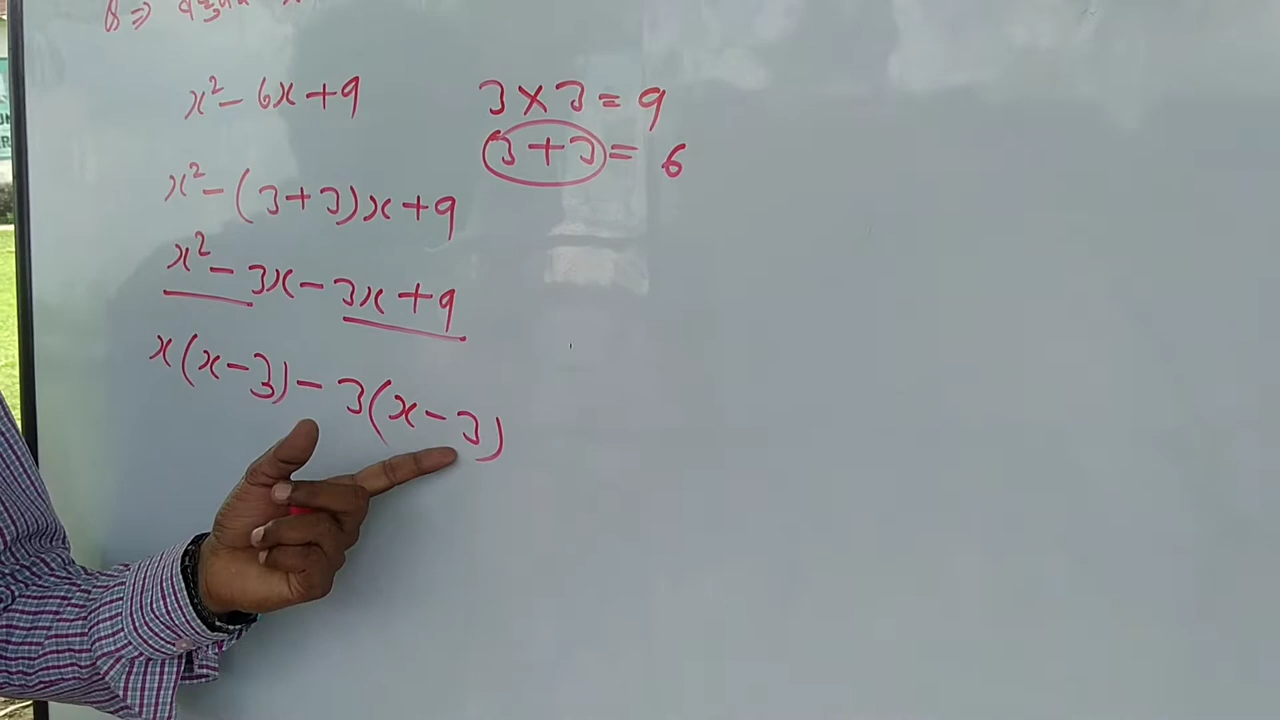 x² - 6x + 9
3 × 3 = 9
3 + 3 = 6
x² - (3 + 3)x + 9
x² - 3x - 3x + 9
x(x - 3) - 3(x - 3)